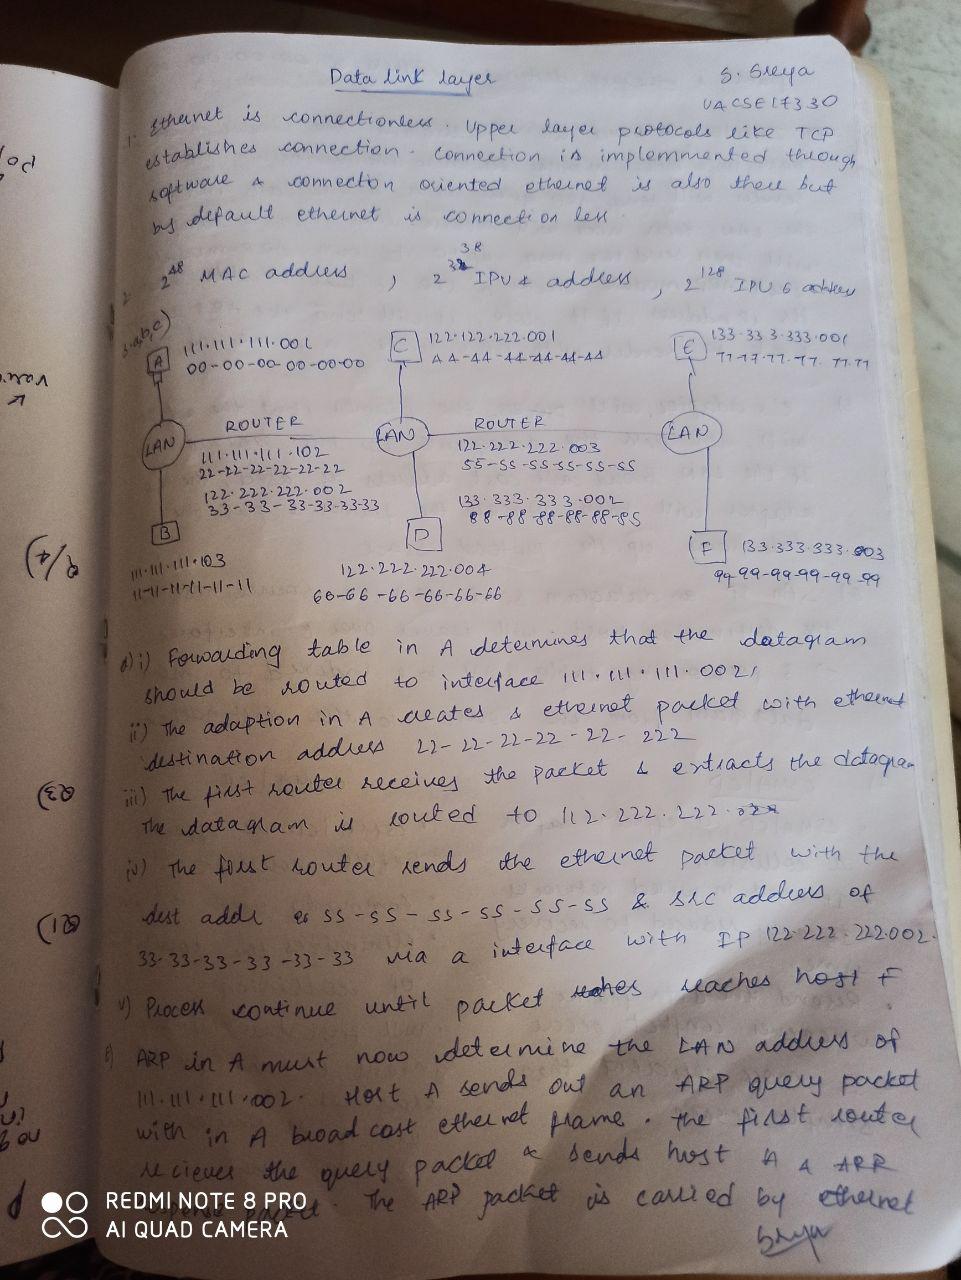 Data link layer
S. Sreya
UACSE17330
1. Ethernet is connectionless. Upper layer protocols like TCP
establishes connection. connection is implemmented through
software & connection oriented ethernet is also there but
by default ethernet is connection less.
2 2^48 MAC address , 2^32 38 IPV4 address , 2^128 IPV6 address
3.a,b,c)
A
111.111.111.001
00-00-00-00-00-00
C
122.122.222.001
44-44-44-44-44-44
E
133.333.333.001
77-77-77-77-77-77
LAN
ROUTER
LAN
ROUTER
LAN
111.111.111.102
22-22-22-22-22-22
122.222.222.002
33-33-33-33-33-33
122.222.222.003
55-55-55-55-55-55
133.333.333.002
88-88-88-88-88-88
B
111.111.111.103
11-11-11-11-11-11
D
122.222.222.004
66-66-66-66-66-66
F
133.333.333.003
99-99-99-99-99-99
d) i) Forwarding table in A determines that the datagram
should be routed to interface 111.111.111.002
ii) The adaption in A creates & ethernet packet with ethernet
destination address 22-22-22-22-22-222
iii) The first router receives the packet & extracts the datagram
The datagram is routed to 112.222.222.
iv) The first router sends the ethernet packet with the
dest addr 55-55-55-55-55-55 & src address of
33-33-33-33-33-33 via a interface with IP 122.222.222.002.
v) Process continue until packet reaches host F
ARP in A must now determine the LAN address of
111.111.111.002. Host A sends out an ARP query packet
with in A broad cast ethernet frame. The first router
recieves the query packet & sends host A & ARR
packet. The ARP packet is carried by ethernet
Sreya
9/4)
Q3)
Q1)
REDMI NOTE 8 PRO
AI QUAD CAMERA